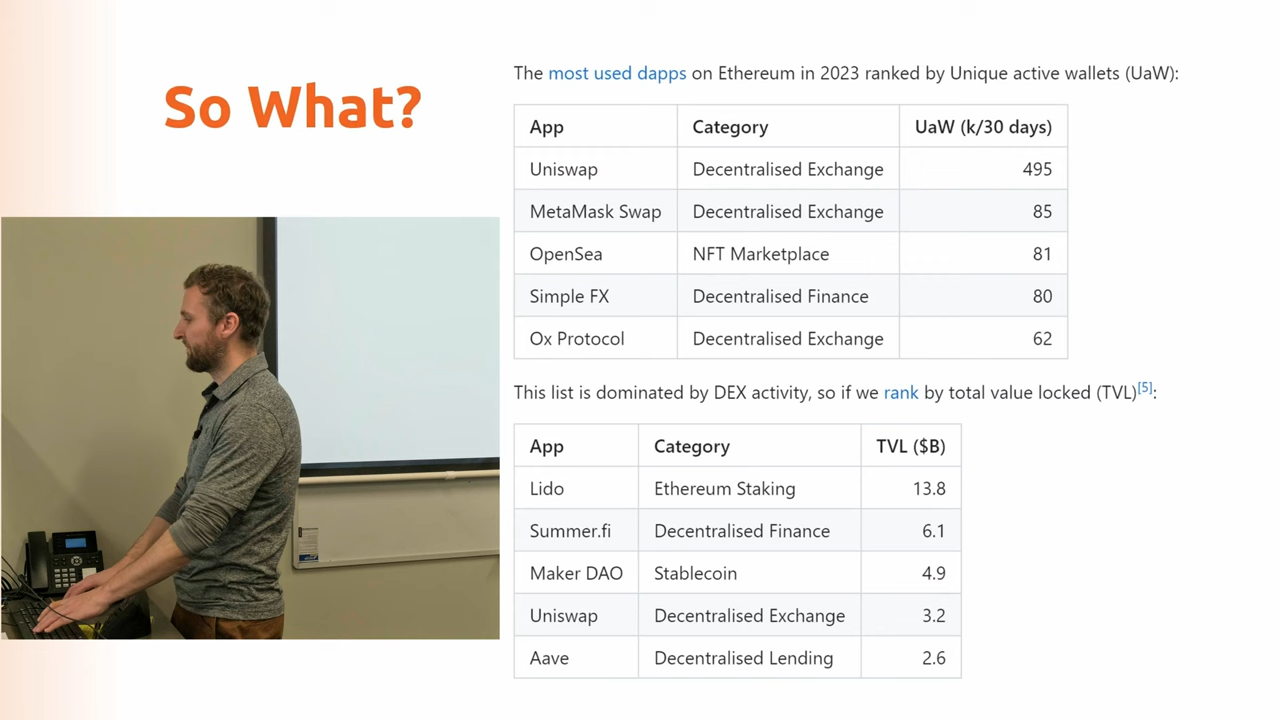 So What?
The most used dapps on Ethereum in 2023 ranked by Unique active wallets (UaW):
App Category UaW (k/30 days)
Uniswap Decentralised Exchange 495
MetaMask Swap Decentralised Exchange 85
OpenSea NFT Marketplace 81
Simple FX Decentralised Finance 80
Ox Protocol Decentralised Exchange 62
This list is dominated by DEX activity, so if we rank by total value locked (TVL)[5]:
App Category TVL ($B)
Lido Ethereum Staking 13.8
Summer.fi Decentralised Finance 6.1
Maker DAO Stablecoin 4.9
Uniswap Decentralised Exchange 3.2
Aave Decentralised Lending 2.6